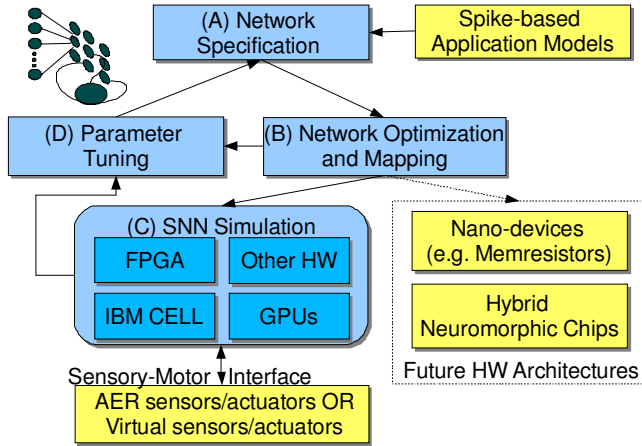 (A) Network
Specification
Spike-based
Application Models
(D) Parameter
Tuning
(B) Network Optimization
and Mapping
(C) SNN Simulation
FPGA
Other HW
IBM CELL
GPUs
Nano-devices
(e.g. Memresistors)
Hybrid
Neuromorphic Chips
Future HW Architectures
Sensory-Motor Interface
AER sensors/actuators OR
Virtual sensors/actuators